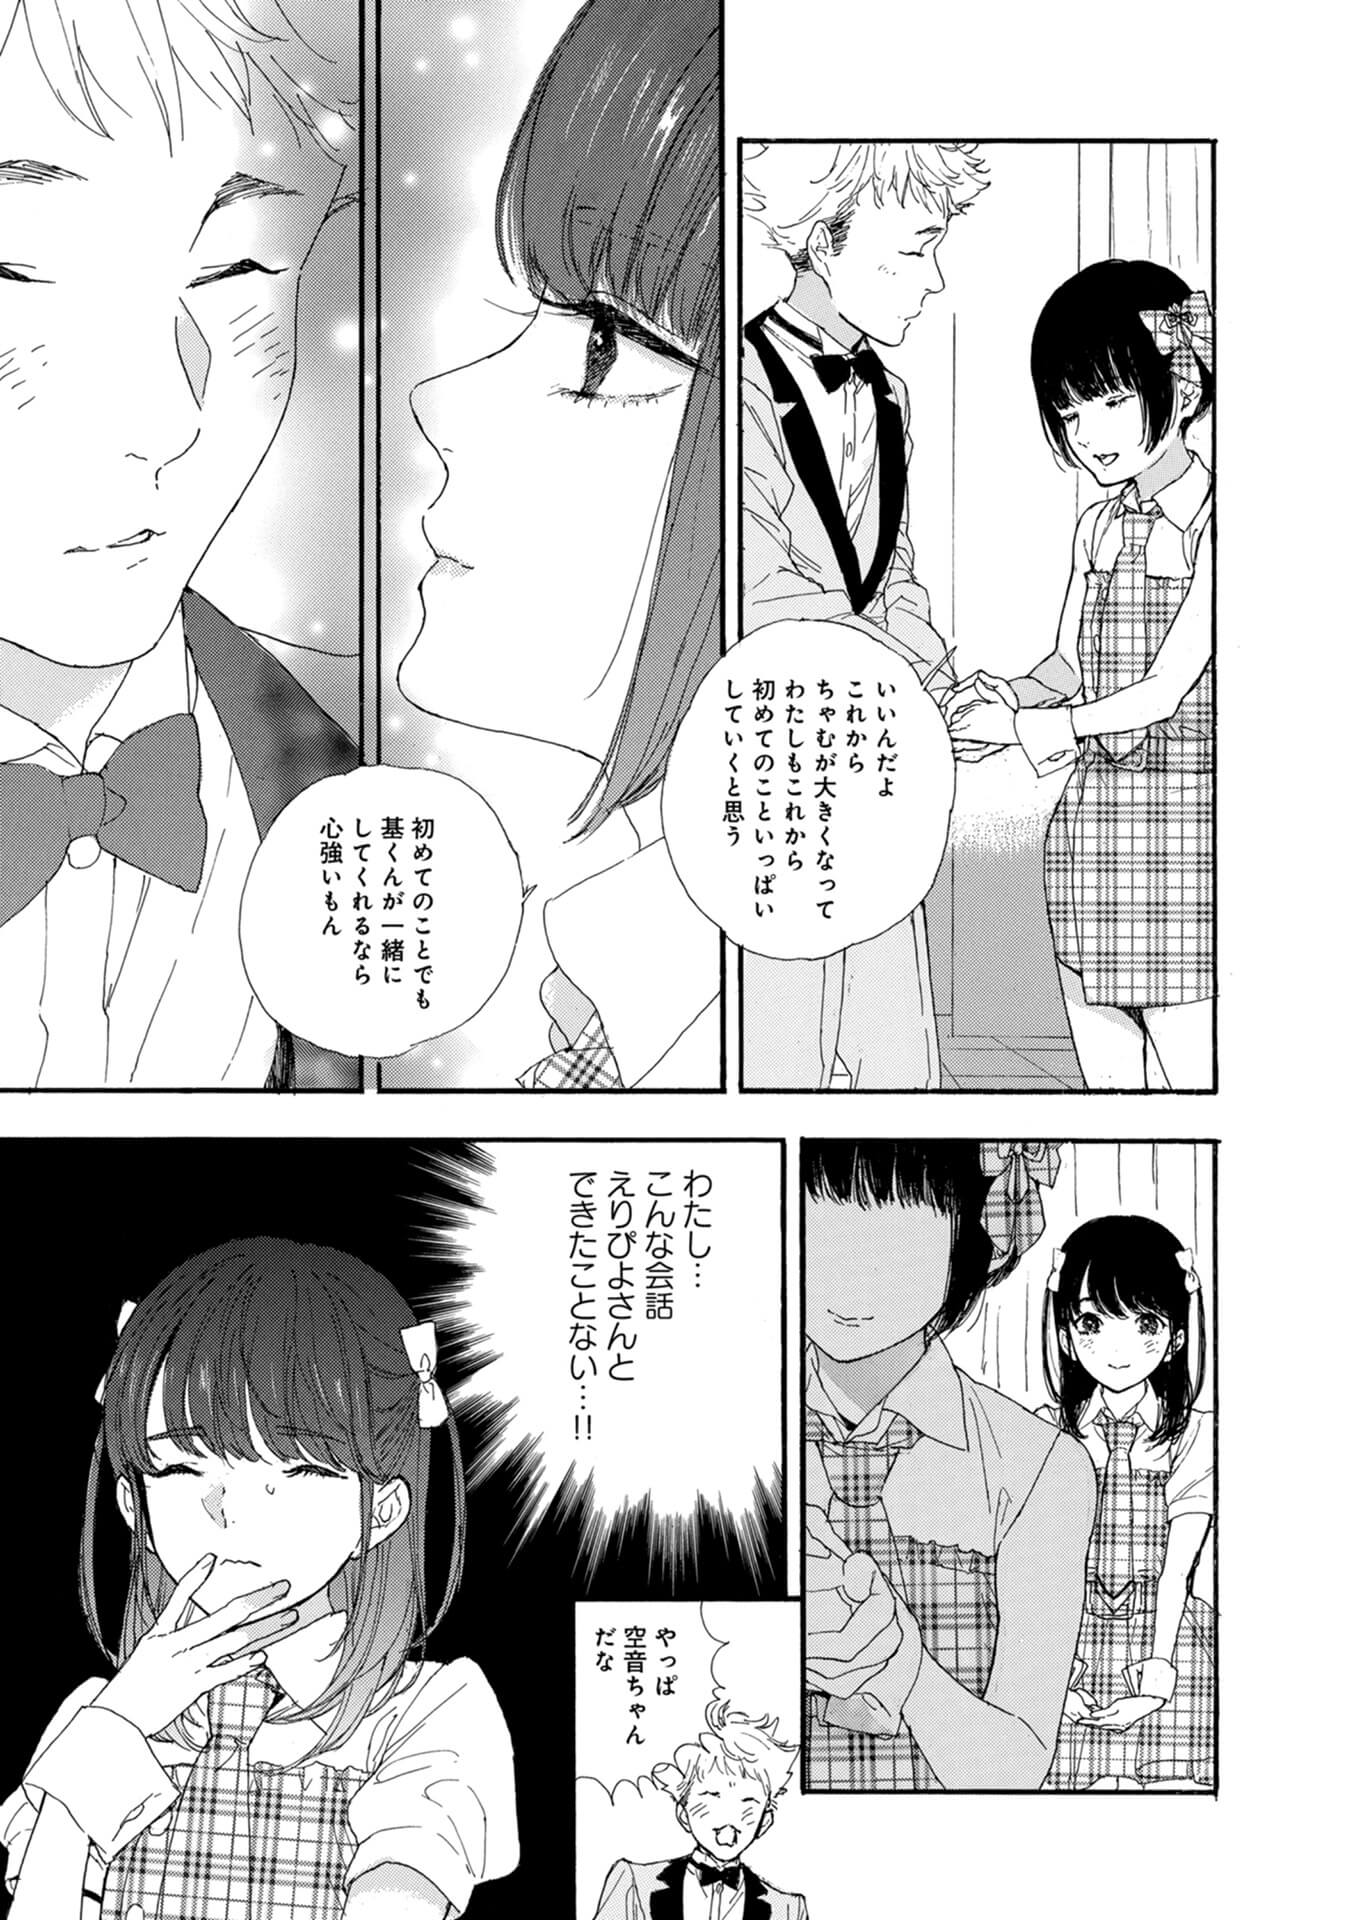 いいんだよ
これから
ちゃむが大きくなって
わたしもこれから
初めてのこといっぱい
していくと思う
初めてのことでも
基くんが一緒に
してくれるなら
心強いもん
わたし…
こんな会話
えりぴよさんと
できたことない…!!
やっぱ
空音ちゃん
だな